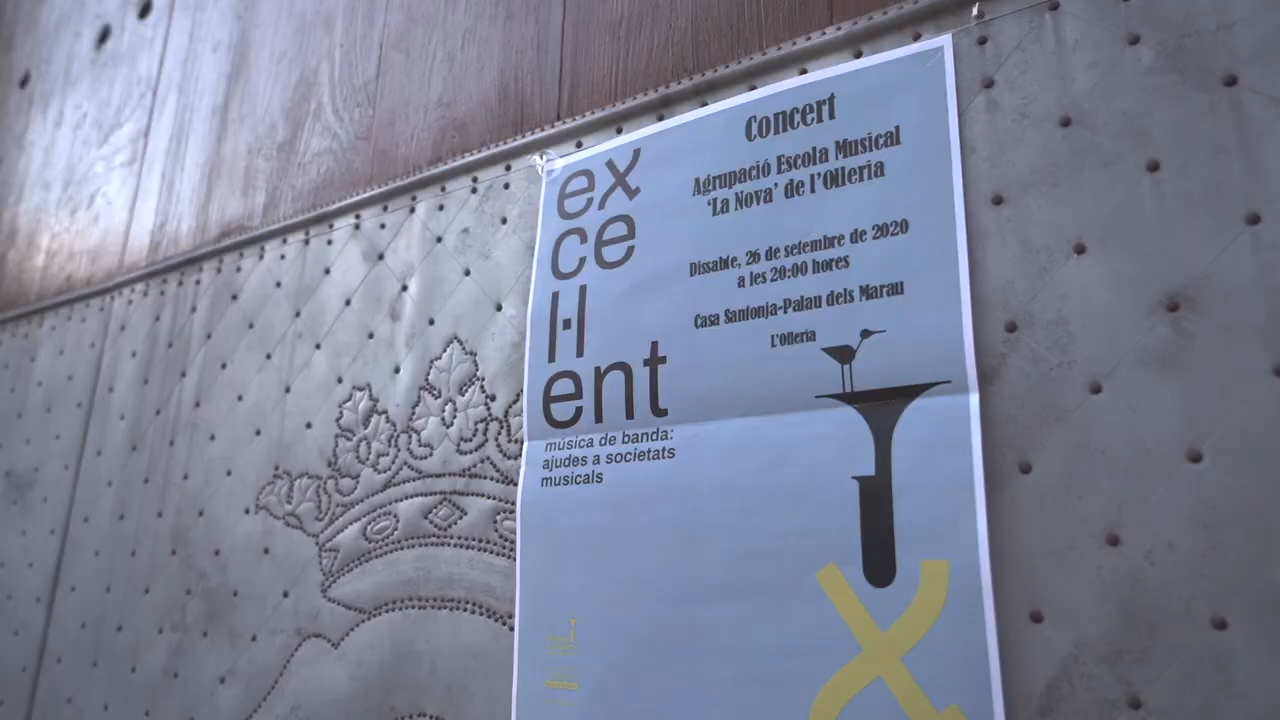 ex
ce
l·l
ent
música de banda:
ajudes a societats
musicals
Concert
Agrupació Escola Musical
‘La Nova’ de l’Olleria
Dissabte, 26 de setembre de 2020
a les 20:00 hores
Casa Santonja-Palau dels Marau
L’Olleria